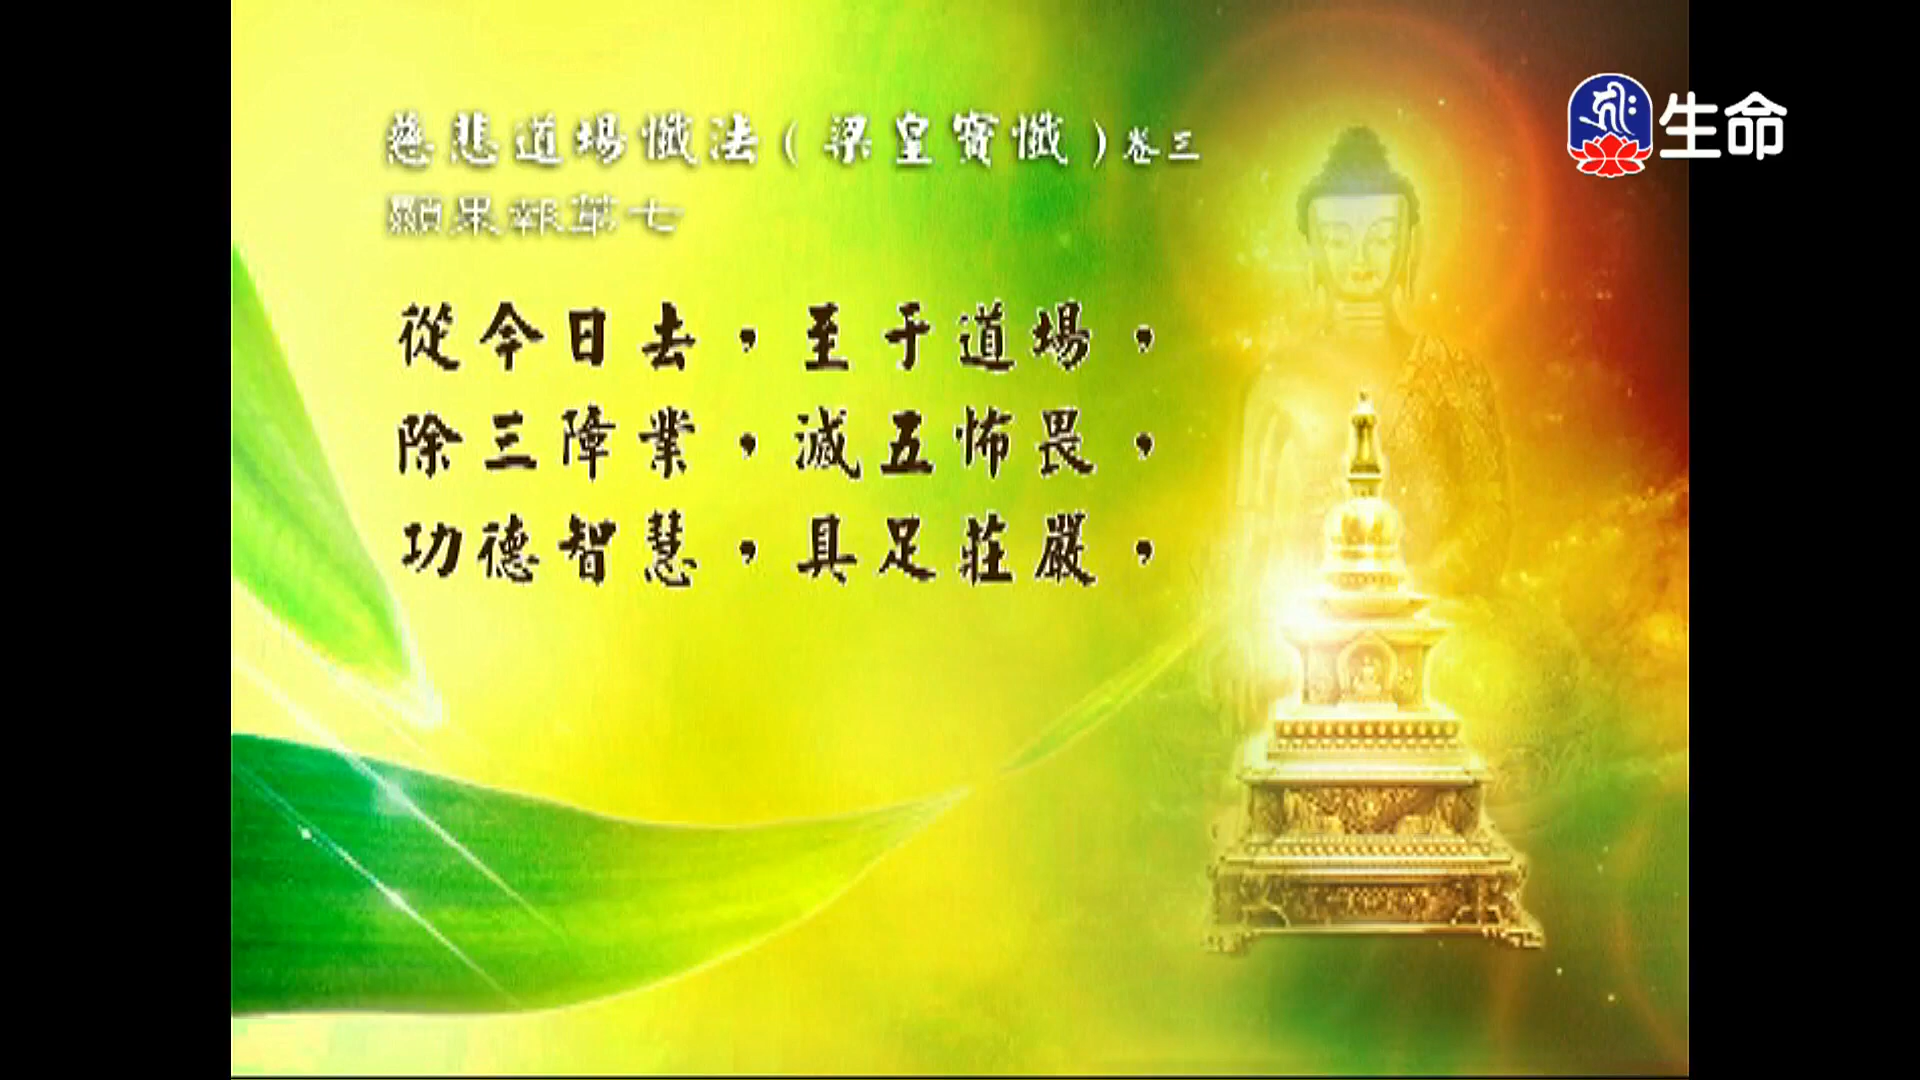 慈悲道場懺法(梁皇寶懺)卷三
顯果報第七
從今日去，至于道場，
除三障業，滅五怖畏，
功德智慧，具足莊嚴，
生命